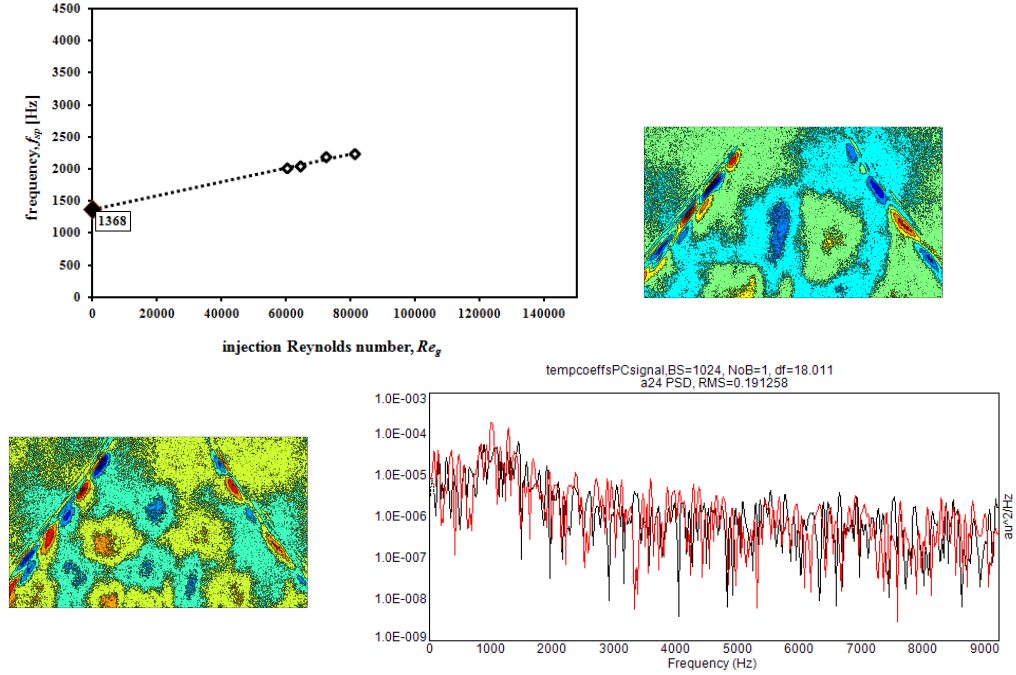 4500
4000
3500
3000
2500
2000
1500
1000
500
0
frequency, fsp [Hz]
1368
0 20000 40000 60000 80000 100000 120000 140000
injection Reynolds number, Reg
tempcoeffsPCsignal,BS=1024, NoB=1, df=18.011
a24 PSD, RMS=0.191258
1.0E-003
1.0E-004
1.0E-005
1.0E-006
1.0E-007
1.0E-008
1.0E-009
au^2/Hz
0 1000 2000 3000 4000 5000 6000 7000 8000 9000
Frequency (Hz)